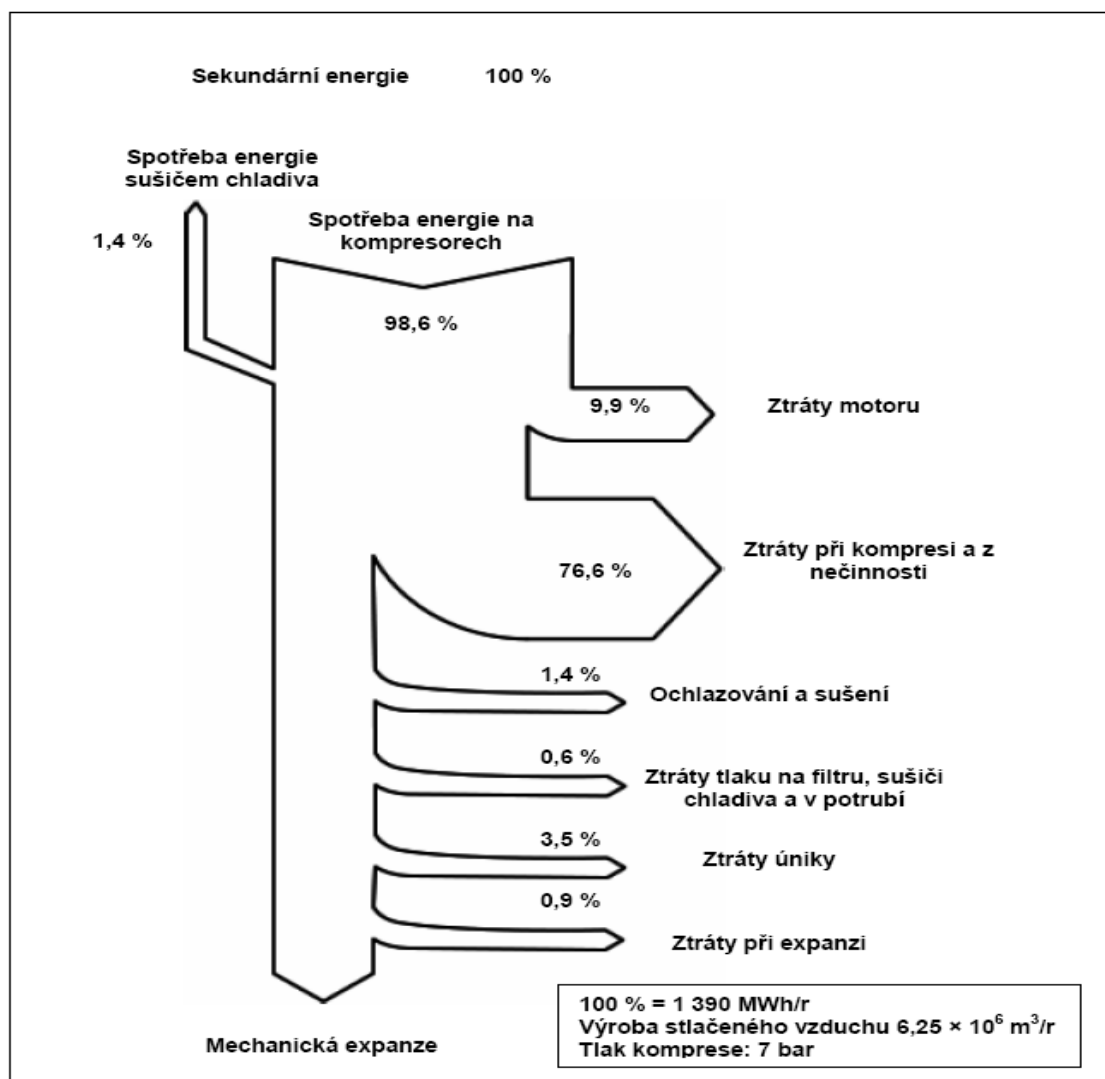 Sekundární energie 100 %
Spotřeba energie
sušičem chladiva
1,4 %
Spotřeba energie na
kompresorech
98,6 %
9,9 %
Ztráty motoru
76,6 %
Ztráty při kompresi a z
nečinnosti
1,4 %
Ochlazování a sušení
0,6 %
Ztráty tlaku na filtru, sušiči
chladiva a v potrubí
3,5 %
Ztráty úniky
0,9 %
Ztráty při expanzi
Mechanická expanze
100 % = 1 390 MWh/r
Výroba stlačeného vzduchu 6,25 × 10⁶ m³/r
Tlak komprese: 7 bar